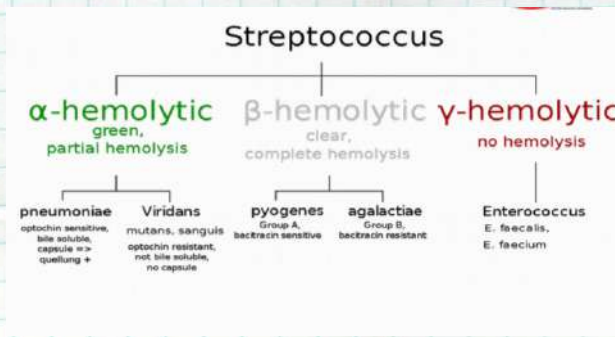 Streptococcus
α-hemolytic
green,
partial hemolysis
β-hemolytic
clear,
complete hemolysis
γ-hemolytic
no hemolysis
pneumoniae
optochin sensitive,
bile soluble,
capsule =>
quellung +
Viridans
mutans, sanguis
optochin resistant,
not bile soluble,
no capsule
pyogenes
Group A,
bacitracin sensitive
agalactiae
Group B,
bacitracin resistant
Enterococcus
E. faecalis,
E. faecium